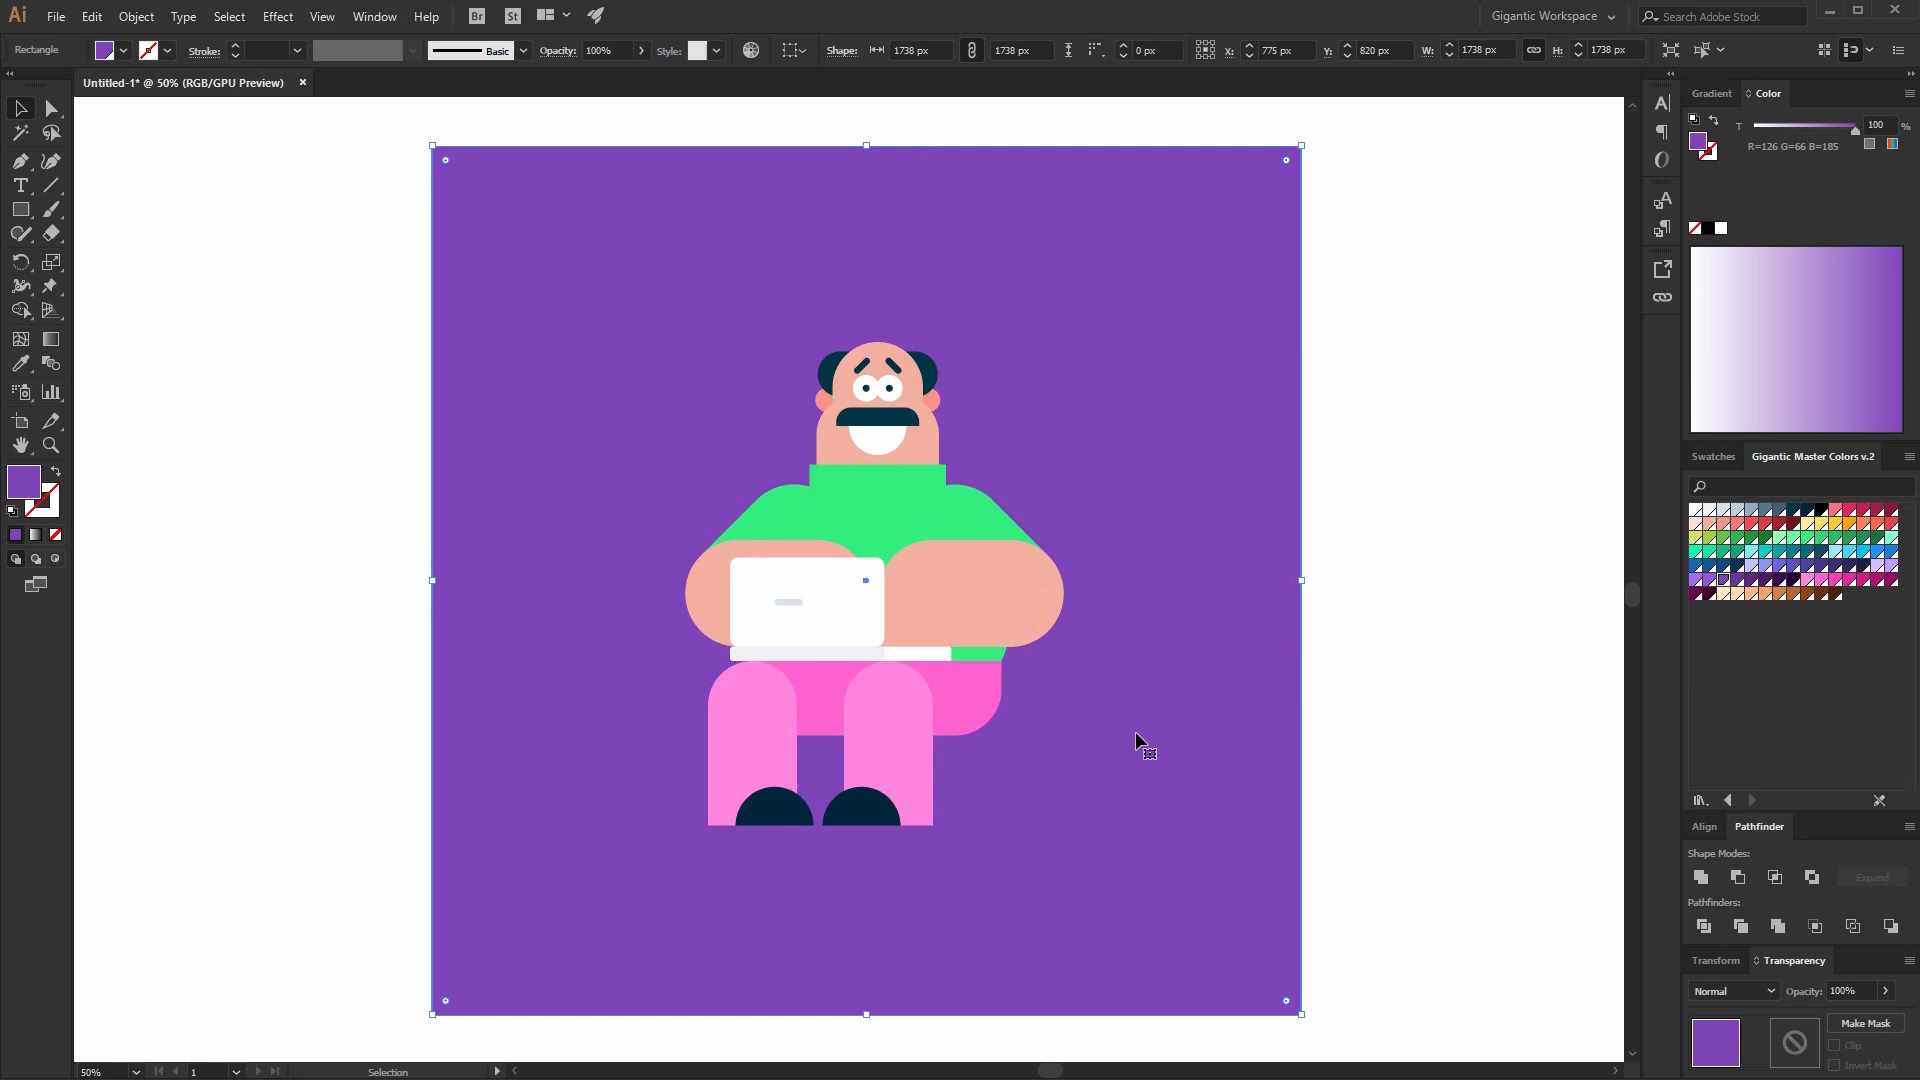 Ai File Edit Object Type Select Effect View Window Help Br St Gigantic Workspace Search Adobe Stock
Rectangle Stroke: Basic Opacity: 100% Style: Shape: 1738 px 1738 px 0 px X: 775 px Y: 820 px W: 1738 px H: 1738 px
Untitled-1* @ 50% (RGB/GPU Preview)
Gradient Color
T 100 %
R=126 G=66 B=185
Swatches Gigantic Master Colors v.2
Align Pathfinder
Shape Modes:
Expand
Pathfinders:
Transform Transparency
Normal Opacity: 100%
Make Mask
Clip
Invert Mask
50% 1 Selection